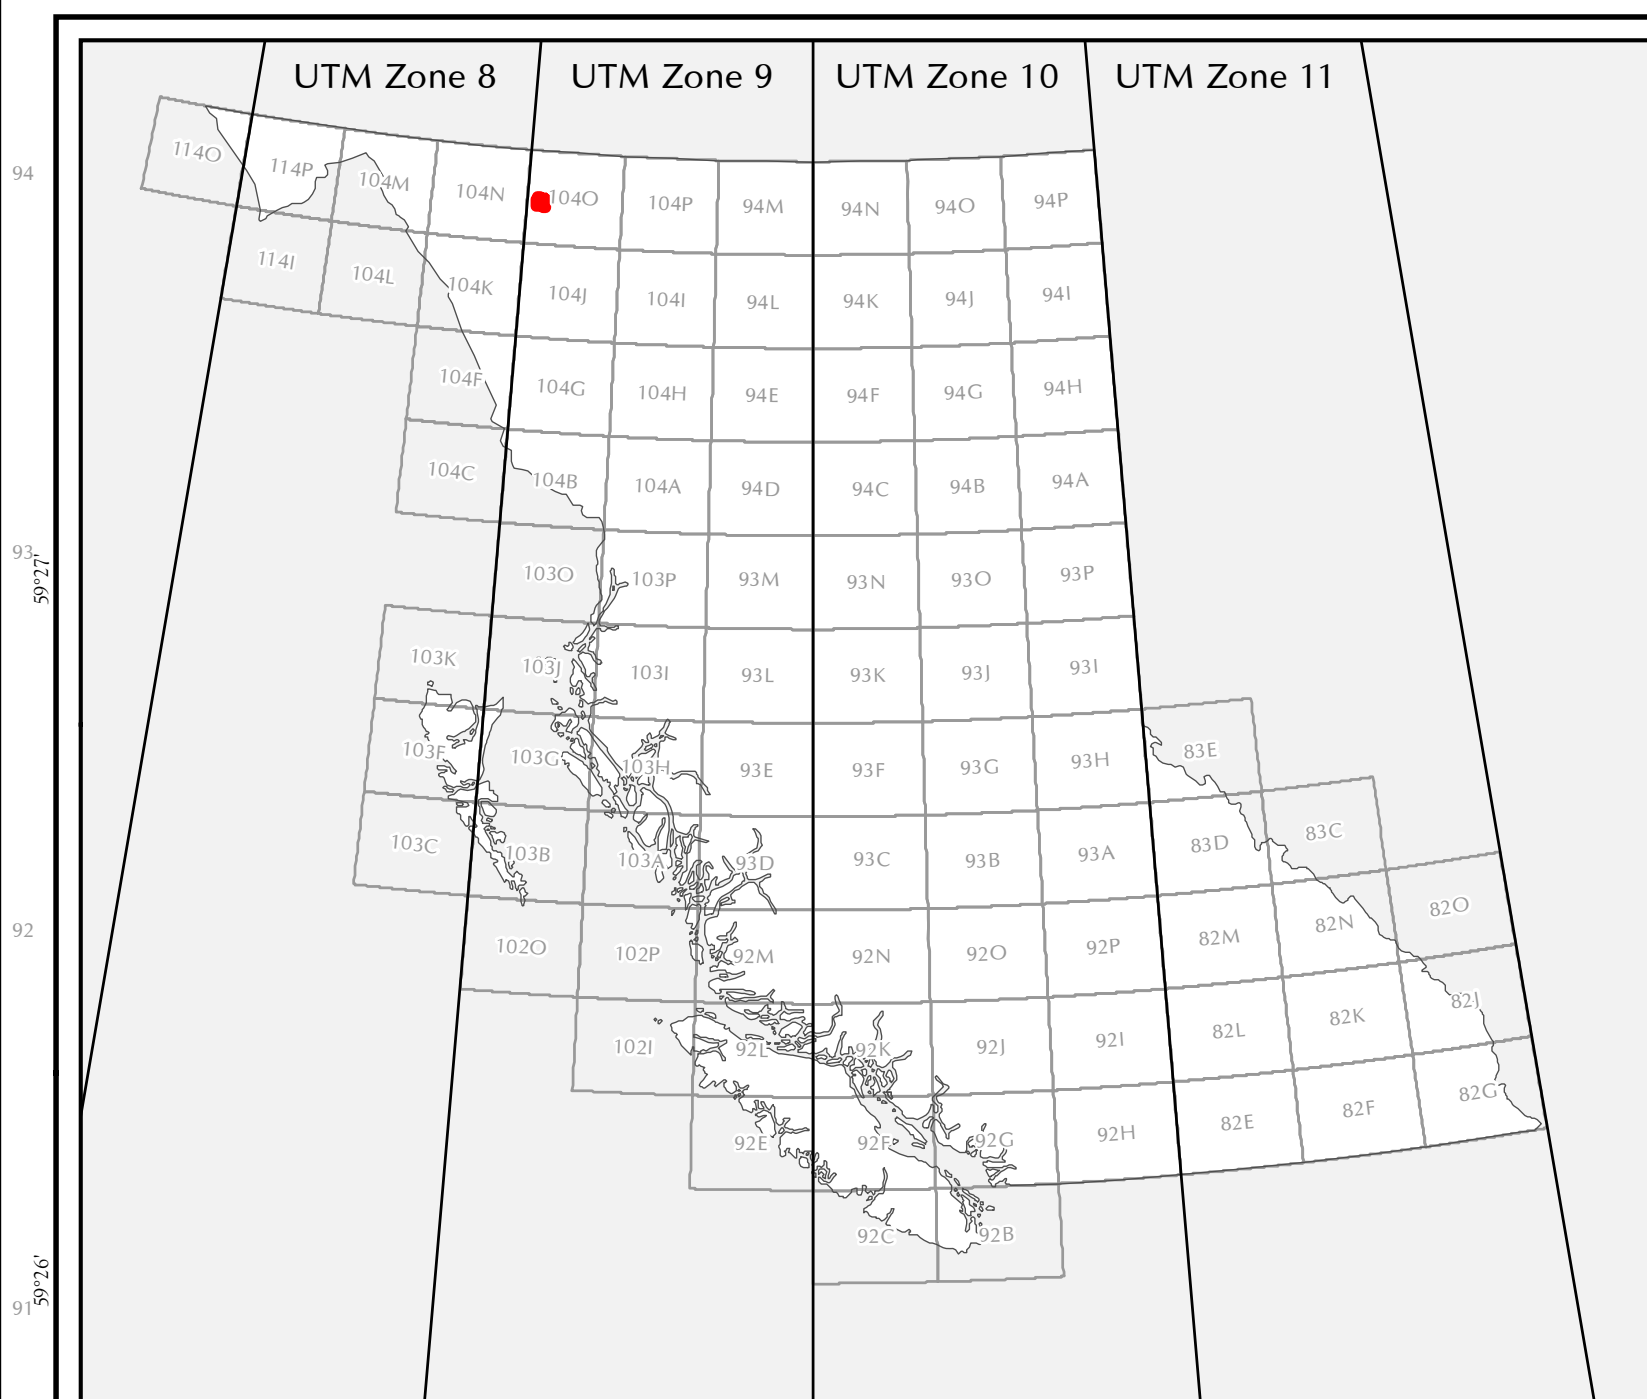 UTM Zone 8 UTM Zone 9 UTM Zone 10 UTM Zone 11
114O 114P 104M 104N 104O 104P 94M 94N 94O 94P
94
114I 104L 104K 104J 104I 94L 94K 94J 94I
104F 104G 104H 94E 94F 94G 94H
104C 104B 104A 94D 94C 94B 94A
93
59°27'
103O 103P 93M 93N 93O 93P
103K 103J 103I 93L 93K 93J 93I
103F 103G 103H 93E 93F 93G 93H 83E
103C 103B 103A 93D 93C 93B 93A 83D 83C
92
102O 102P 92M 92N 92O 92P 82M 82N 82O
102I 92L 92K 92J 92I 82L 82K 82J
92E 92F 92G 92H 82E 82F 82G
92C 92B
59°26'
91